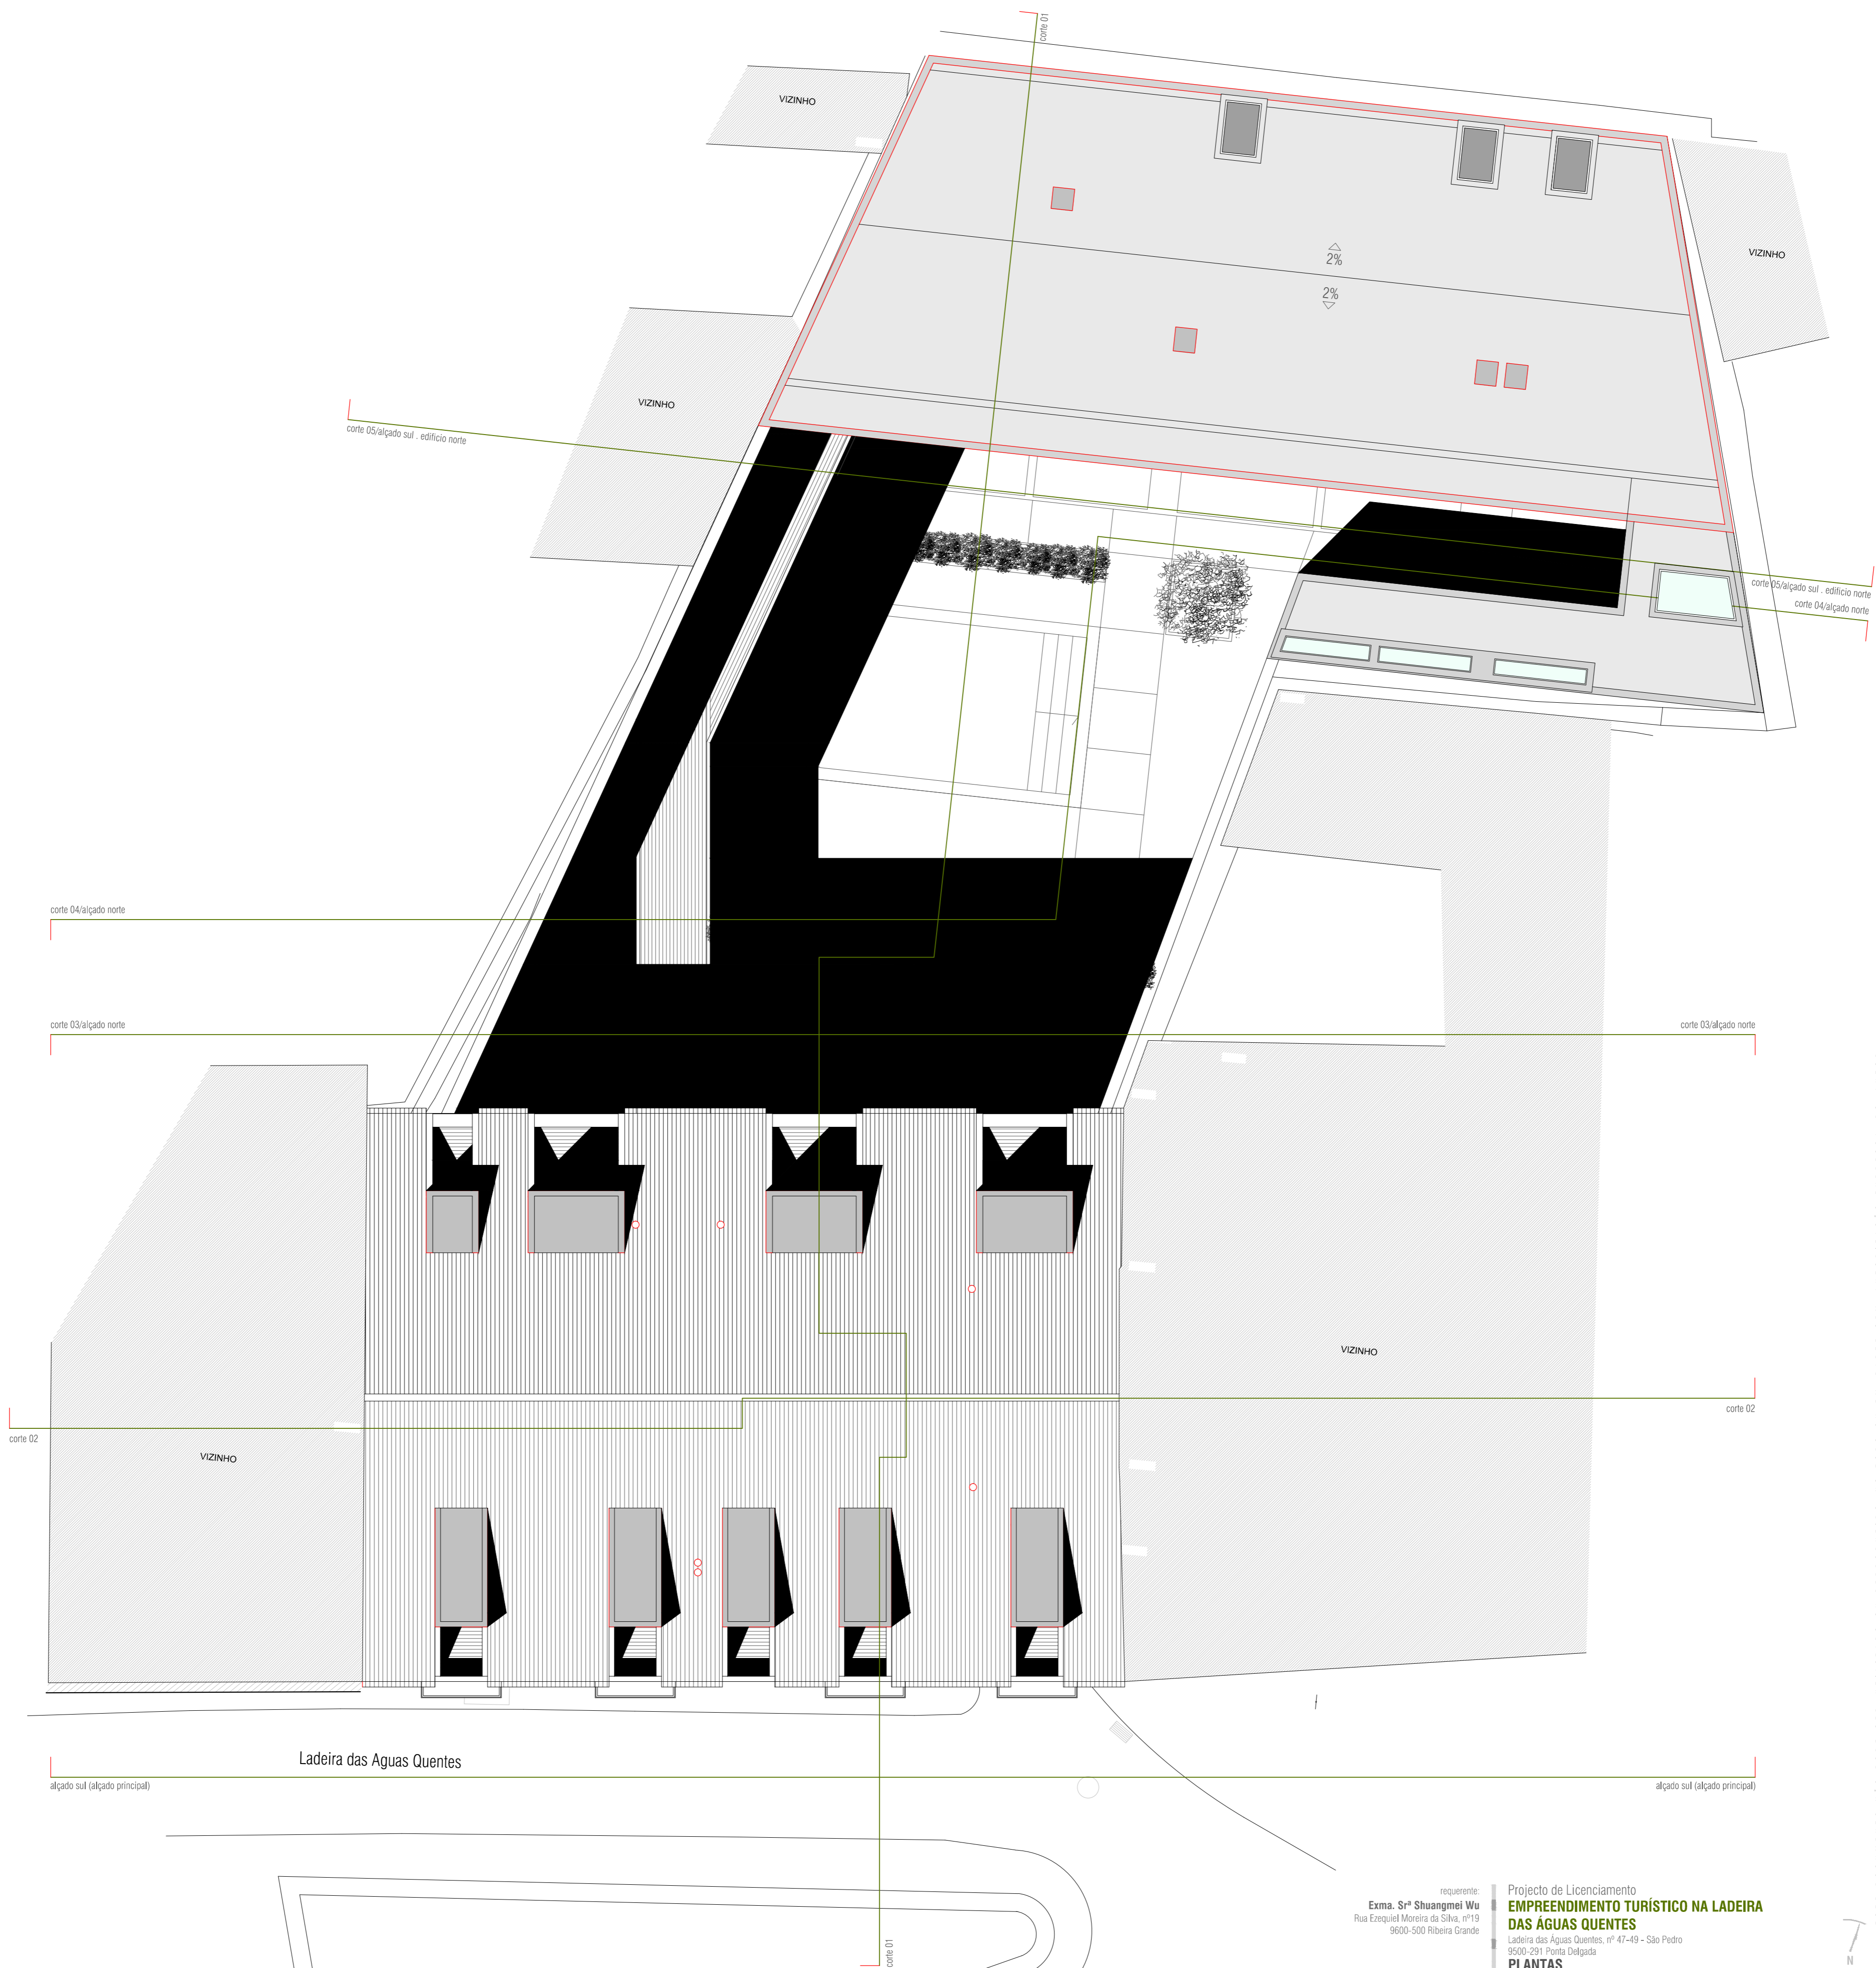 corte 01
VIZINHO
VIZINHO
2%
2%
VIZINHO
corte 05/alçado sul . edificio norte
corte 05/alçado sul . edificio norte
corte 04/alçado norte
corte 04/alçado norte
corte 03/alçado norte
corte 03/alçado norte
VIZINHO
corte 02
corte 02
VIZINHO
Ladeira das Aguas Quentes
alçado sul (alçado principal)
alçado sul (alçado principal)
corte 01
requerente:
Exma. Srª Shuangmei Wu
Rua Ezequiel Moreira da Silva, nº19
9600-500 Ribeira Grande
Projecto de Licenciamento
EMPREENDIMENTO TURÍSTICO NA LADEIRA
DAS ÁGUAS QUENTES
Ladeira das Águas Quentes, nº 47-49 - São Pedro
9500-291 Ponta Delgada
PLANTAS
N